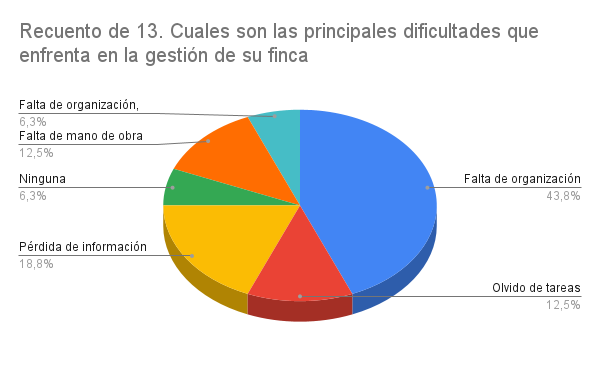 Recuento de 13. Cuales son las principales dificultades que
enfrenta en la gestión de su finca
Falta de organización,
6,3%
Falta de mano de obra
12,5%
Ninguna
6,3%
Pérdida de información
18,8%
Falta de organización
43,8%
Olvido de tareas
12,5%